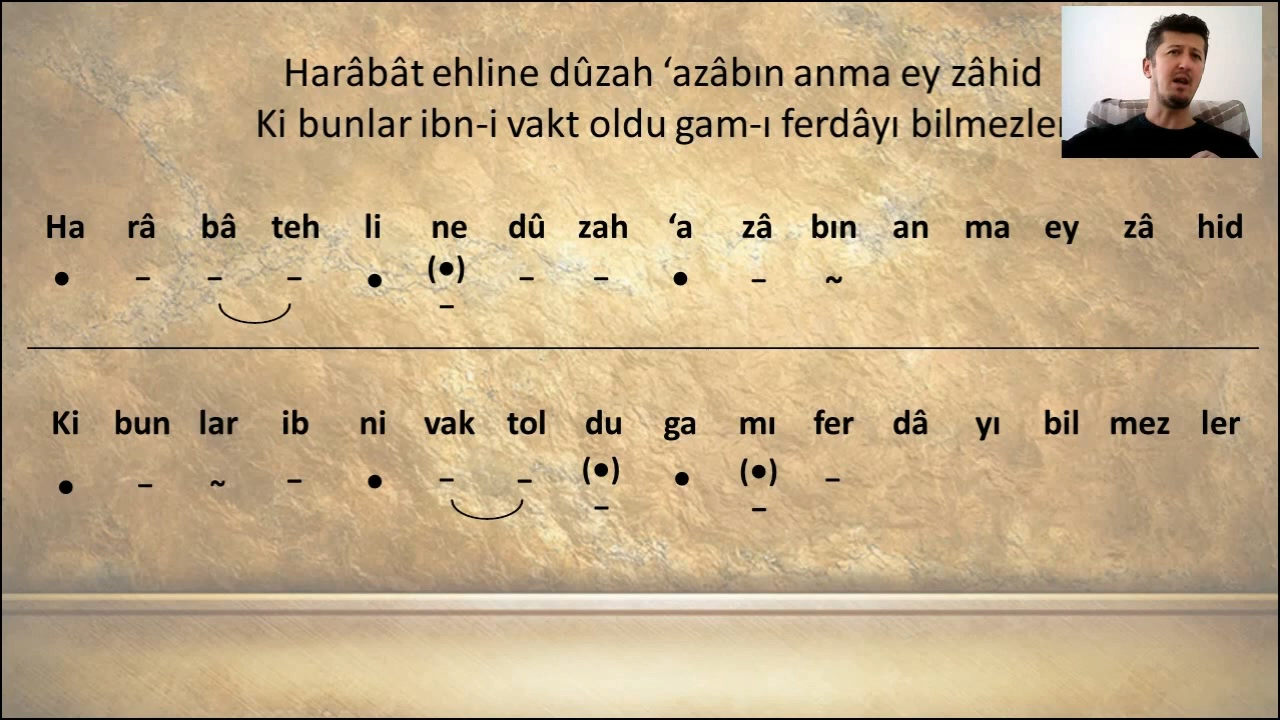 Harâbât ehline dûzah ‘azâbın anma ey zâhid
Ki bunlar ibn-i vakt oldu gam-ı ferdâyı bilmezler
Ha râ bâ teh li ne dû zah ‘a zâ bın an ma ey zâ hid
• – – – • (•) – – • – ~
–
Ki bun lar ib ni vak tol du ga mı fer dâ yı bil mez ler
• – ~ – • – – (•) • (•) –
– –